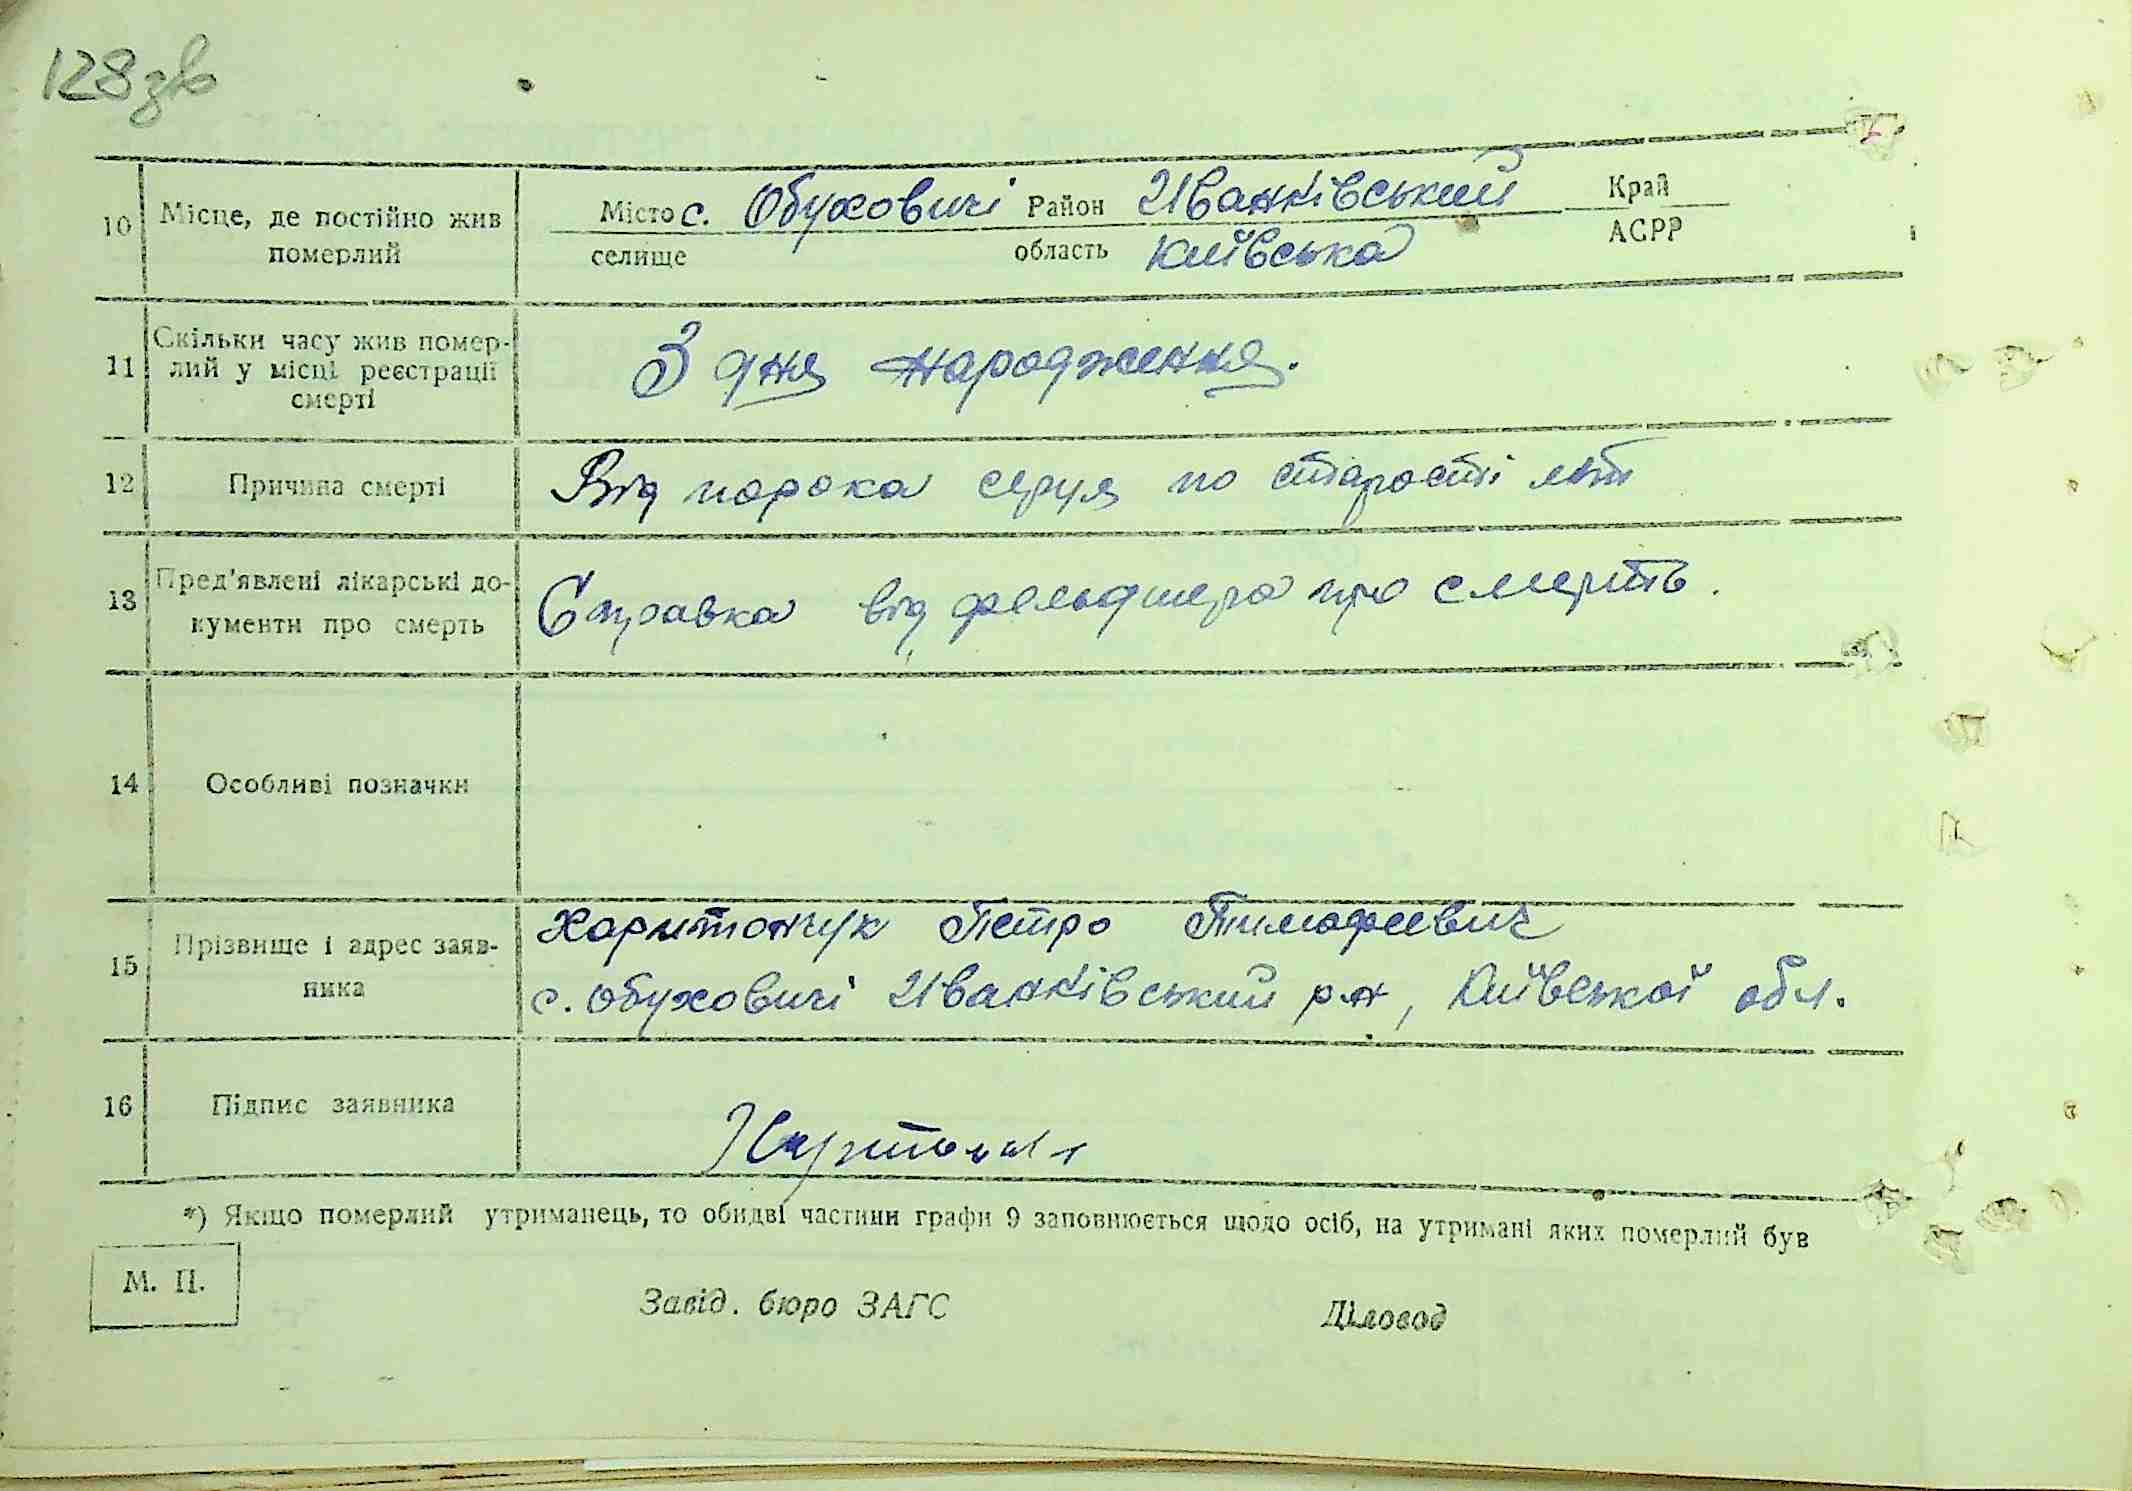 128зв
10 Місце, де постійно жив померлий
Місто с. Обуховичі Район Иванківський Край
селище область Київська АСРР
11 Скільки часу жив помер-
лий у місці реєстрації
смерті
З дня народження.
12 Причина смерті Від порока серця по старості літ
13 Пред'явлені лікарські до-
кументи про смерть
Справка від фельдшера про смерть.
14 Особливі позначки
15 Прізвище і адрес заяв-
ника
Харитончук Петро Тимофеевич
с. Обуховичі Иванківський р-н, Київської обл.
16 Підпис заявника
*) Якщо померлий утриманець, то обидві частини графи 9 заповнюється щодо осіб, на утримані яких померлий був
М. П.
Завід. бюро ЗАГС Діловод